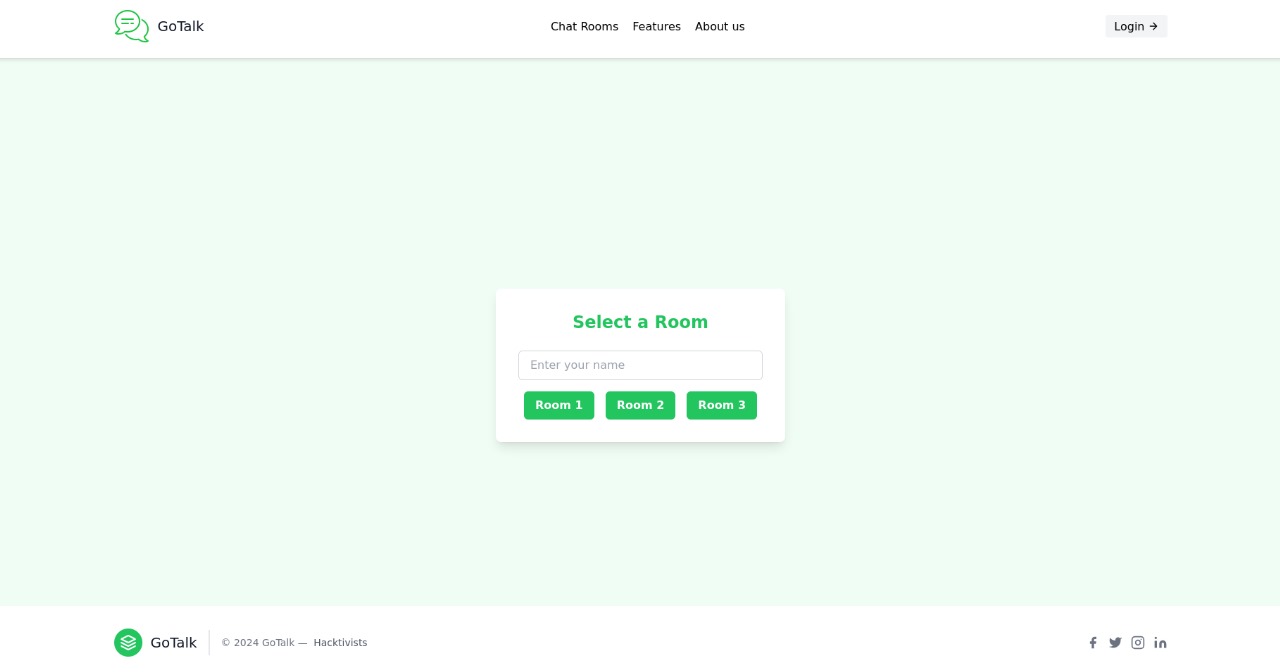 GoTalk
Chat Rooms Features About us
Login →
Select a Room
Enter your name
Room 1 Room 2 Room 3
GoTalk
© 2024 GoTalk — Hacktivists